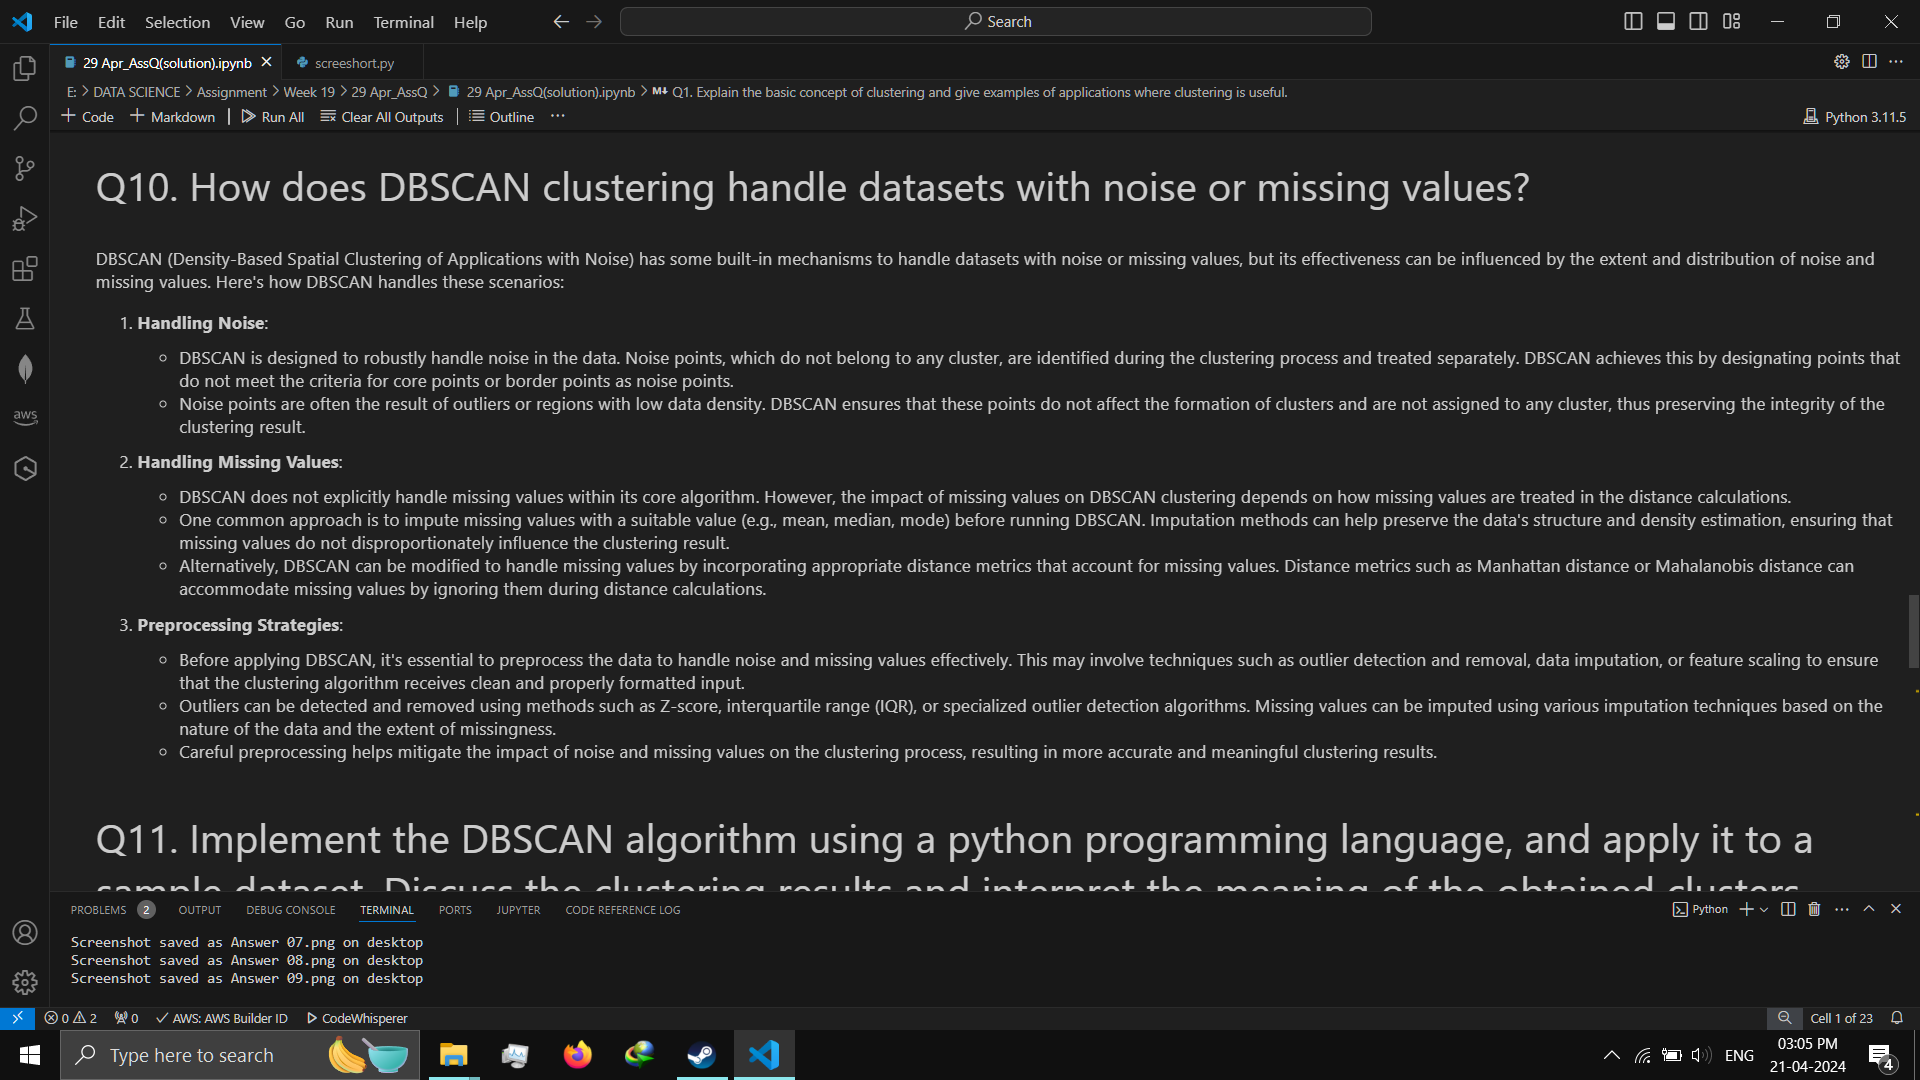 File Edit Selection View Go Run Terminal Help
Search
29 Apr_AssQ(solution).ipynb
screeshort.py
E: > DATA SCIENCE > Assignment > Week 19 > 29 Apr_AssQ > 29 Apr_AssQ(solution).ipynb > M↓ Q1. Explain the basic concept of clustering and give examples of applications where clustering is useful.
+ Code + Markdown | Run All Clear All Outputs | Outline ···
Python 3.11.5
aws
Q10. How does DBSCAN clustering handle datasets with noise or missing values?
DBSCAN (Density-Based Spatial Clustering of Applications with Noise) has some built-in mechanisms to handle datasets with noise or missing values, but its effectiveness can be influenced by the extent and distribution of noise and
missing values. Here's how DBSCAN handles these scenarios:
1. Handling Noise:
◦ DBSCAN is designed to robustly handle noise in the data. Noise points, which do not belong to any cluster, are identified during the clustering process and treated separately. DBSCAN achieves this by designating points that
do not meet the criteria for core points or border points as noise points.
◦ Noise points are often the result of outliers or regions with low data density. DBSCAN ensures that these points do not affect the formation of clusters and are not assigned to any cluster, thus preserving the integrity of the
clustering result.
2. Handling Missing Values:
◦ DBSCAN does not explicitly handle missing values within its core algorithm. However, the impact of missing values on DBSCAN clustering depends on how missing values are treated in the distance calculations.
◦ One common approach is to impute missing values with a suitable value (e.g., mean, median, mode) before running DBSCAN. Imputation methods can help preserve the data's structure and density estimation, ensuring that
missing values do not disproportionately influence the clustering result.
◦ Alternatively, DBSCAN can be modified to handle missing values by incorporating appropriate distance metrics that account for missing values. Distance metrics such as Manhattan distance or Mahalanobis distance can
accommodate missing values by ignoring them during distance calculations.
3. Preprocessing Strategies:
◦ Before applying DBSCAN, it's essential to preprocess the data to handle noise and missing values effectively. This may involve techniques such as outlier detection and removal, data imputation, or feature scaling to ensure
that the clustering algorithm receives clean and properly formatted input.
◦ Outliers can be detected and removed using methods such as Z-score, interquartile range (IQR), or specialized outlier detection algorithms. Missing values can be imputed using various imputation techniques based on the
nature of the data and the extent of missingness.
◦ Careful preprocessing helps mitigate the impact of noise and missing values on the clustering process, resulting in more accurate and meaningful clustering results.
Q11. Implement the DBSCAN algorithm using a python programming language, and apply it to a
sample dataset. Discuss the clustering results and interpret the meaning of the obtained clusters.
PROBLEMS 2 OUTPUT DEBUG CONSOLE TERMINAL PORTS JUPYTER CODE REFERENCE LOG
Python
Screenshot saved as Answer 07.png on desktop
Screenshot saved as Answer 08.png on desktop
Screenshot saved as Answer 09.png on desktop
0 2 0 AWS: AWS Builder ID CodeWhisperer
Cell 1 of 23
Type here to search
ENG
03:05 PM
21-04-2024
4